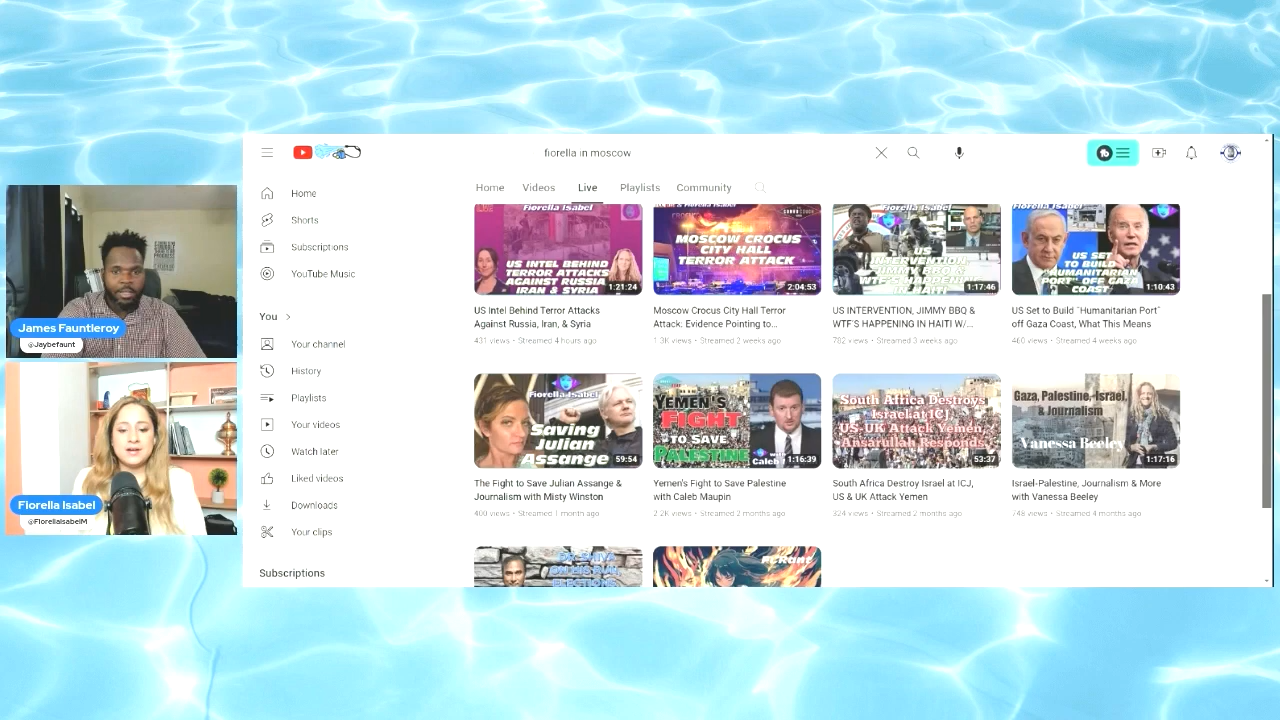 fiorella in moscow
Home
Videos
Live
Playlists
Community
Home
Shorts
Subscriptions
YouTube Music
You
Your channel
History
Playlists
Your videos
Watch later
Liked videos
Downloads
Your clips
Subscriptions
James Fauntleroy
@Jaybefaunt
Fiorella Isabel
@FiorellaIsabelM
Fiorella Isabel
US INTEL BEHIND
TERROR ATTACKS
AGAINST RUSSIA,
IRAN & SYRIA
1:21:24
US Intel Behind Terror Attacks
Against Russia, Iran, & Syria
431 views • Streamed 4 hours ago
MOSCOW CROCUS
CITY HALL
TERROR ATTACK
2:04:53
Moscow Crocus City Hall Terror
Attack: Evidence Pointing to...
1.3K views • Streamed 2 weeks ago
Fiorella Isabel
US
INTERVENTION,
JIMMY BBQ &
WTF'S HAPPENING
IN HAITI
1:17:46
US INTERVENTION, JIMMY BBQ &
WTF'S HAPPENING IN HAITI W/...
782 views • Streamed 3 weeks ago
Fiorella Isabel
US SET
TO BUILD
"HUMANITARIAN
PORT" OFF GAZA
COAST
1:10:43
US Set to Build "Humanitarian Port"
off Gaza Coast, What This Means
460 views • Streamed 4 weeks ago
Fiorella Isabel
Saving
Julian
Assange
59:54
The Fight to Save Julian Assange &
Journalism with Misty Winston
400 views • Streamed 1 month ago
YEMEN'S
FIGHT
TO SAVE
PALESTINE
Caleb
1:16:39
Yemen's Fight to Save Palestine
with Caleb Maupin
2.2K views • Streamed 2 months ago
South Africa Destroys
Israel at ICJ,
US-UK Attack Yemen,
Ansarullah Responds
53:37
South Africa Destroy Israel at ICJ,
US & UK Attack Yemen
324 views • Streamed 2 months ago
Gaza, Palestine, Israel,
& Journalism
Vanessa Beeley
1:17:16
Israel-Palestine, Journalism & More
with Vanessa Beeley
748 views • Streamed 4 months ago
DR SHIVA
ELECTIONS